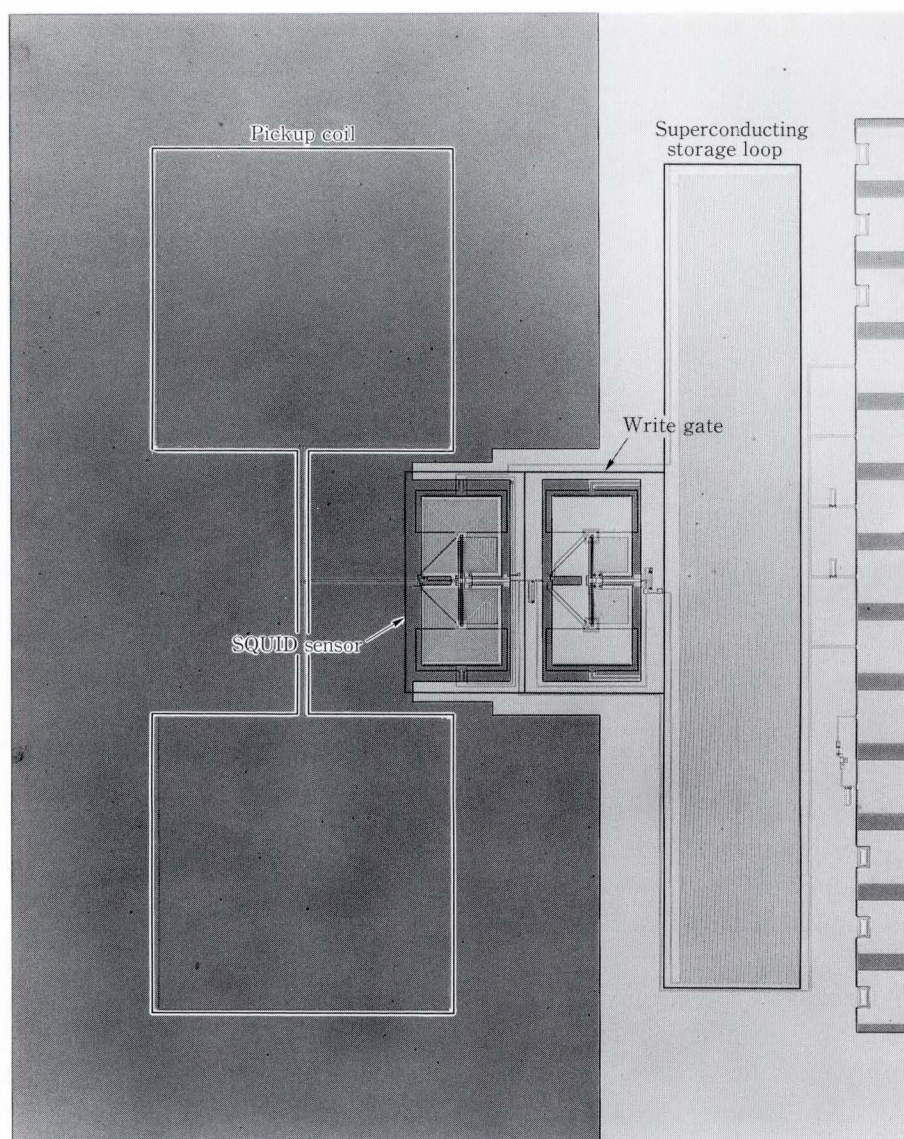 Pickup coil
Superconducting
storage loop
Write gate
SQUID sensor